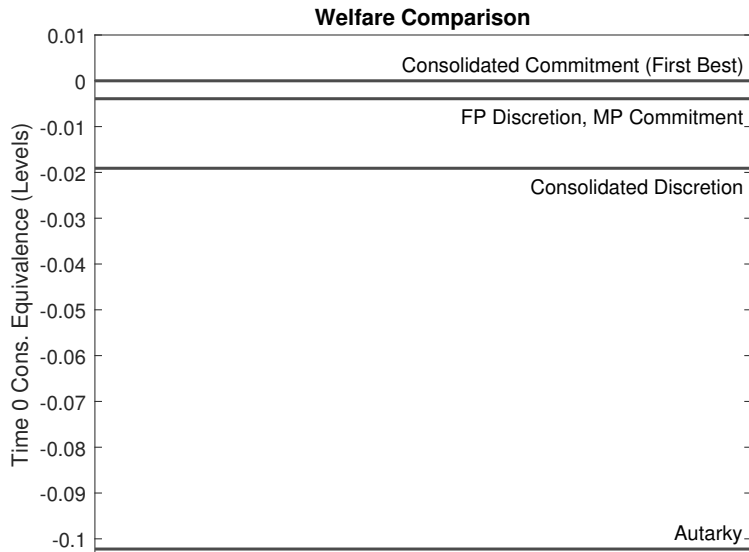 Welfare Comparison
Time 0 Cons. Equivalence (Levels)
0.01
0
-0.01
-0.02
-0.03
-0.04
-0.05
-0.06
-0.07
-0.08
-0.09
-0.1
Consolidated Commitment (First Best)
FP Discretion, MP Commitment
Consolidated Discretion
Autarky